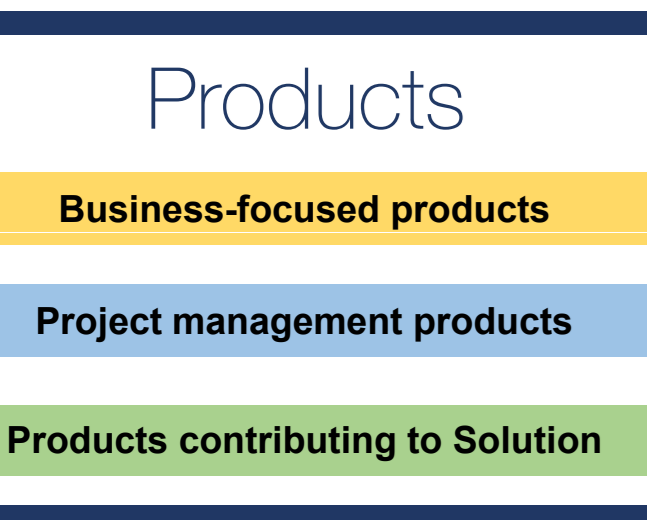 Products
Business-focused products
Project management products
Products contributing to Solution